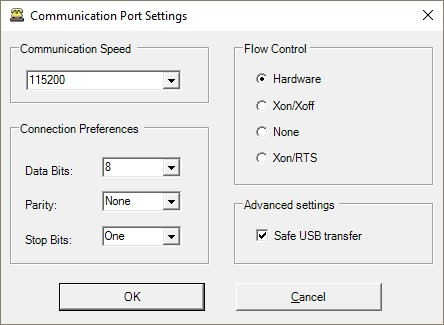 Communication Port Settings
Communication Speed
115200
Connection Preferences
Data Bits: 8
Parity: None
Stop Bits: One
Flow Control
Hardware
Xon/Xoff
None
Xon/RTS
Advanced settings
Safe USB transfer
OK
Cancel